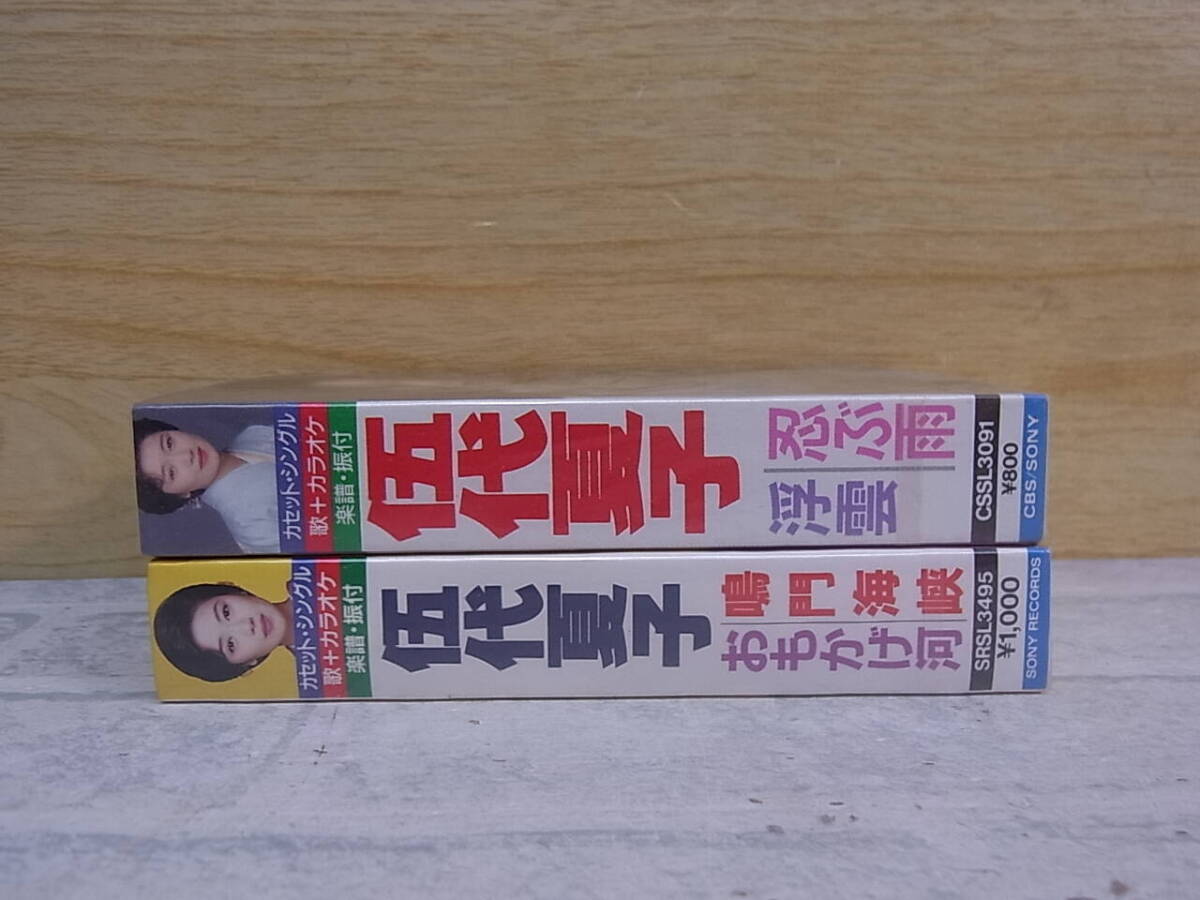 カセット・シングル
歌+カラオケ
楽譜・振付
伍代夏子
忍ぶ雨
浮雲
CSSL3091
¥800
CBS/SONY
カセット・シングル
歌+カラオケ
楽譜・振付
伍代夏子
鳴門海峡
おもかげ河
SRSL3495
¥1,000
SONY RECORDS